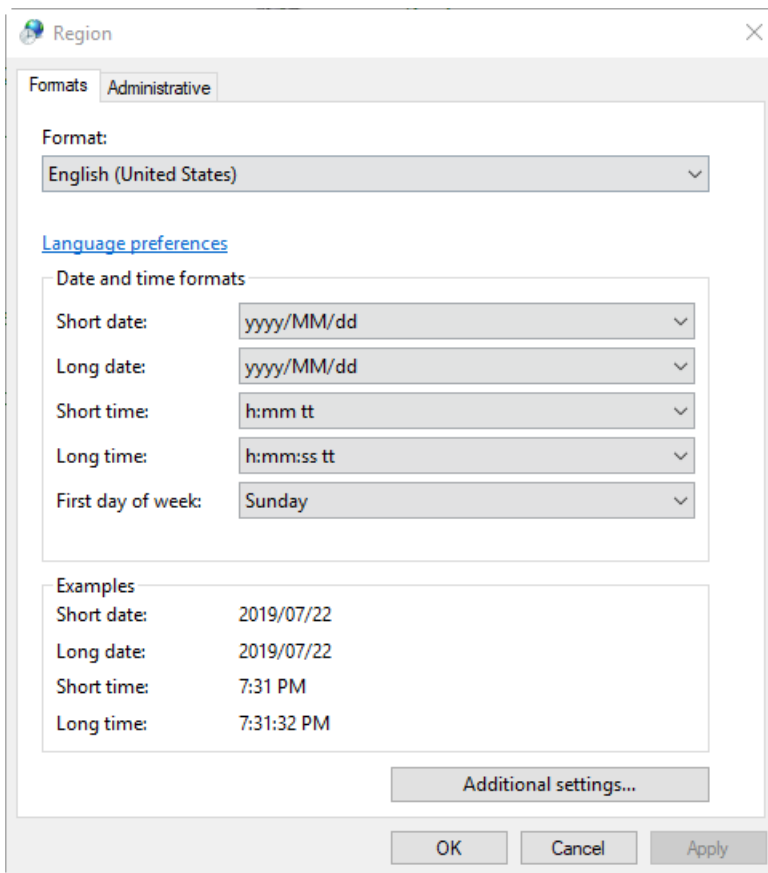 Region
Formats
Administrative
Format:
English (United States)
Language preferences
Date and time formats
Short date: yyyy/MM/dd
Long date: yyyy/MM/dd
Short time: h:mm tt
Long time: h:mm:ss tt
First day of week: Sunday
Examples
Short date: 2019/07/22
Long date: 2019/07/22
Short time: 7:31 PM
Long time: 7:31:32 PM
Additional settings...
OK Cancel Apply